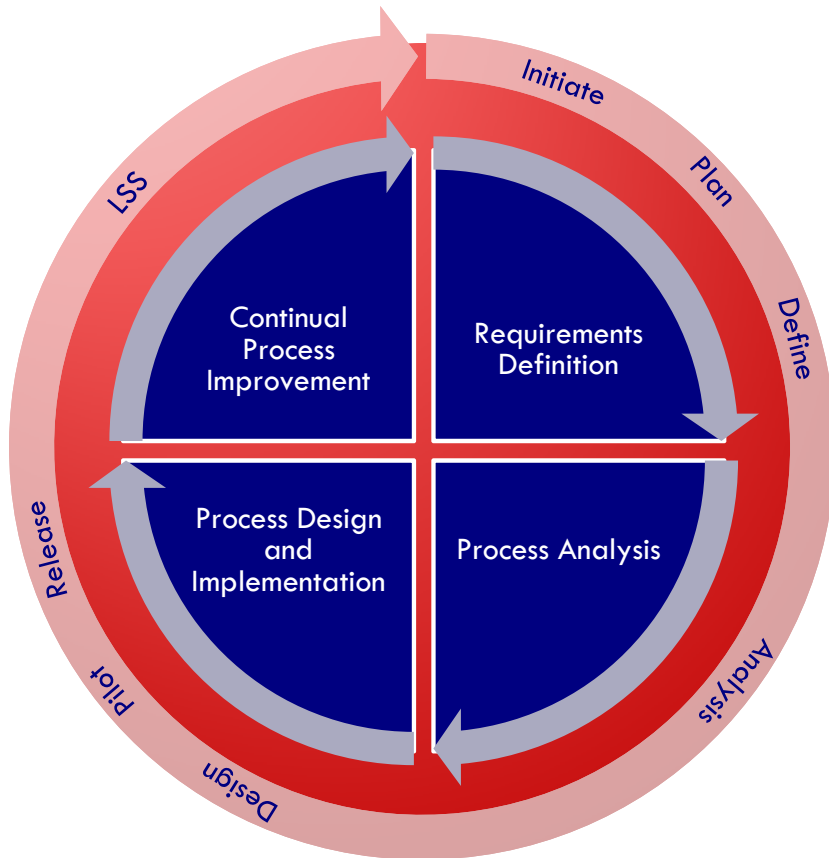 Initiate
Plan
Define
Analysis
Design
Pilot
Release
LSS
Continual
Process
Improvement
Requirements
Definition
Process Design
and
Implementation
Process Analysis